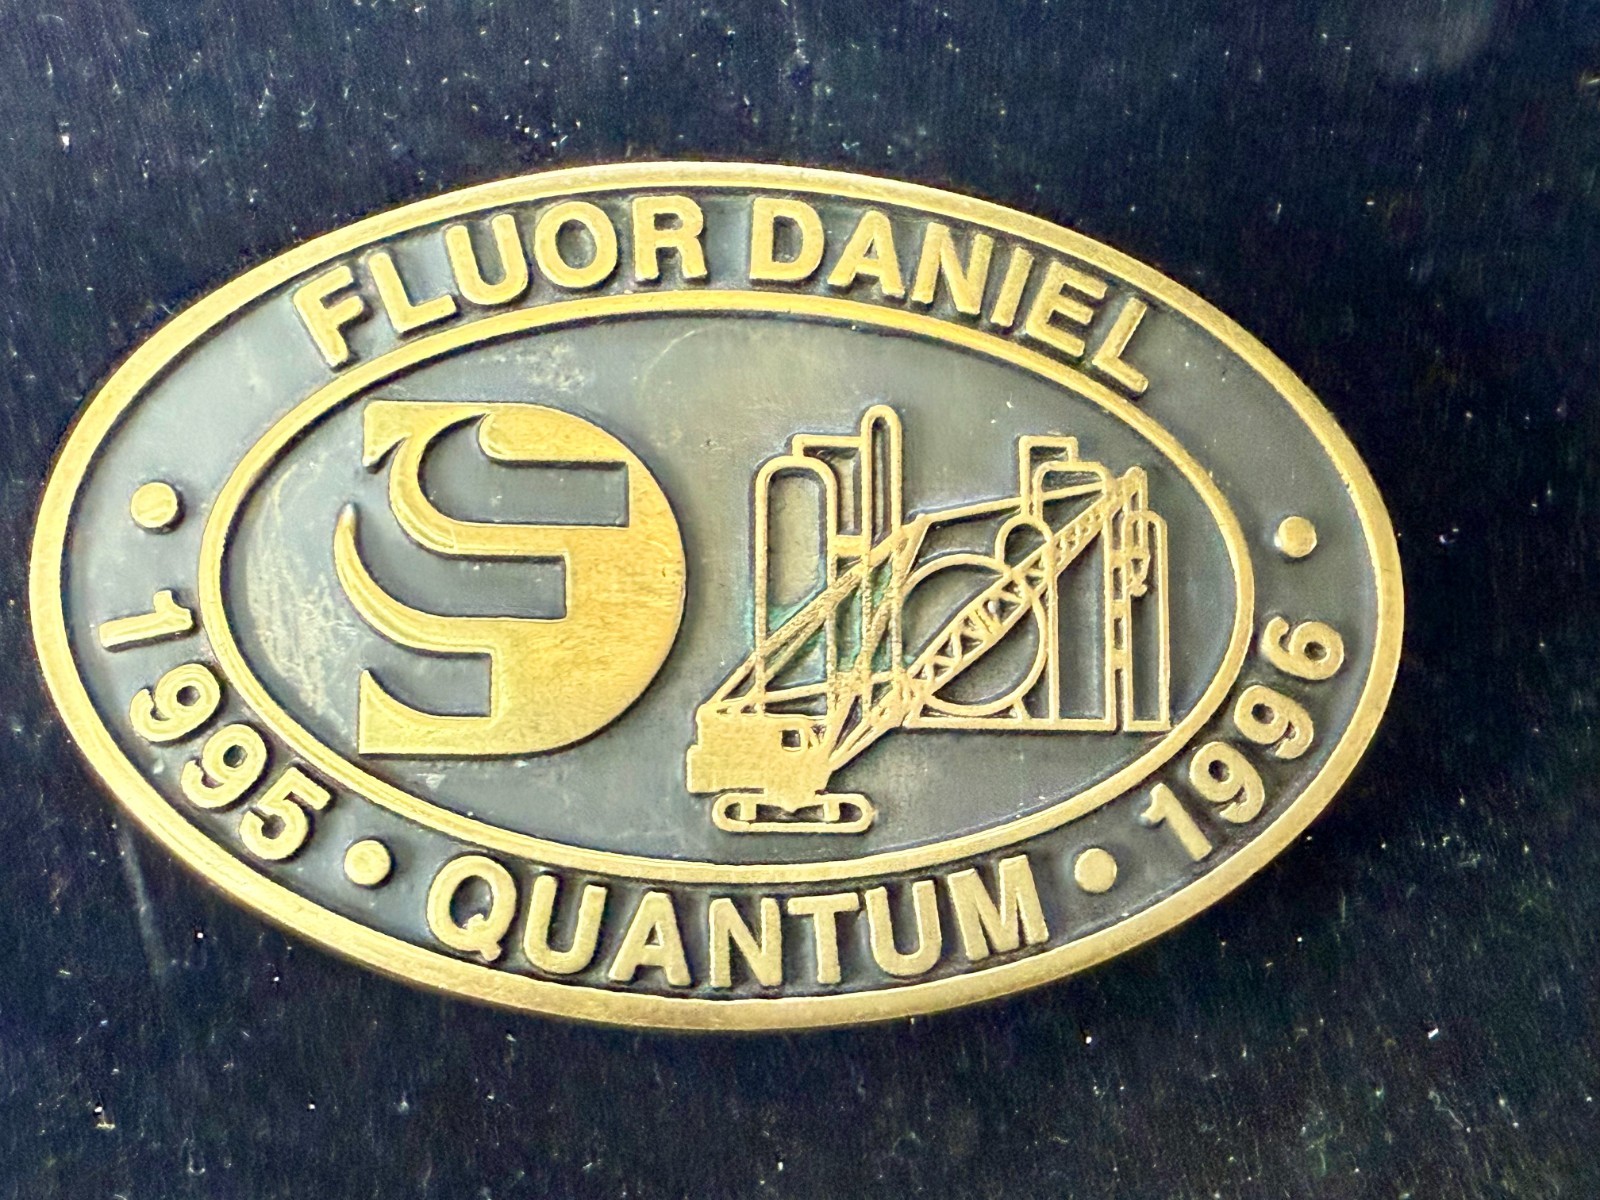 FLUOR DANIEL
1995 • QUANTUM • 1996